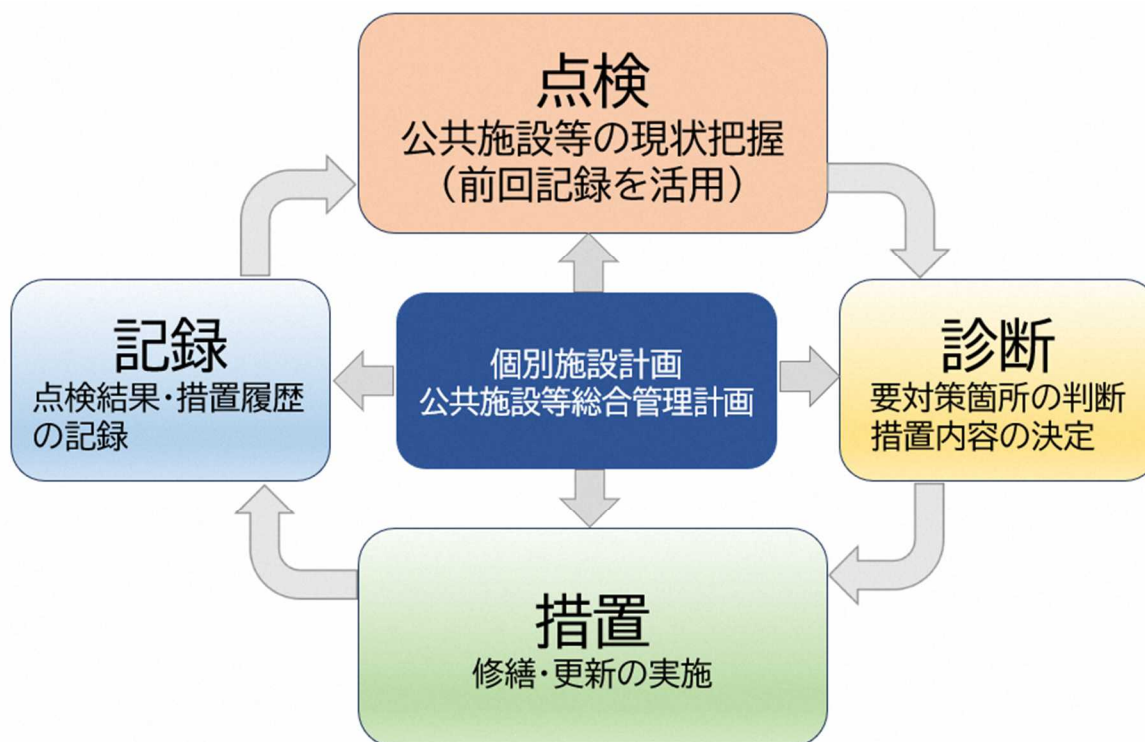 点検
公共施設等の現状把握
（前回記録を活用）
記録
点検結果・措置履歴
の記録
個別施設計画
公共施設等総合管理計画
診断
要対策箇所の判断
措置内容の決定
措置
修繕・更新の実施